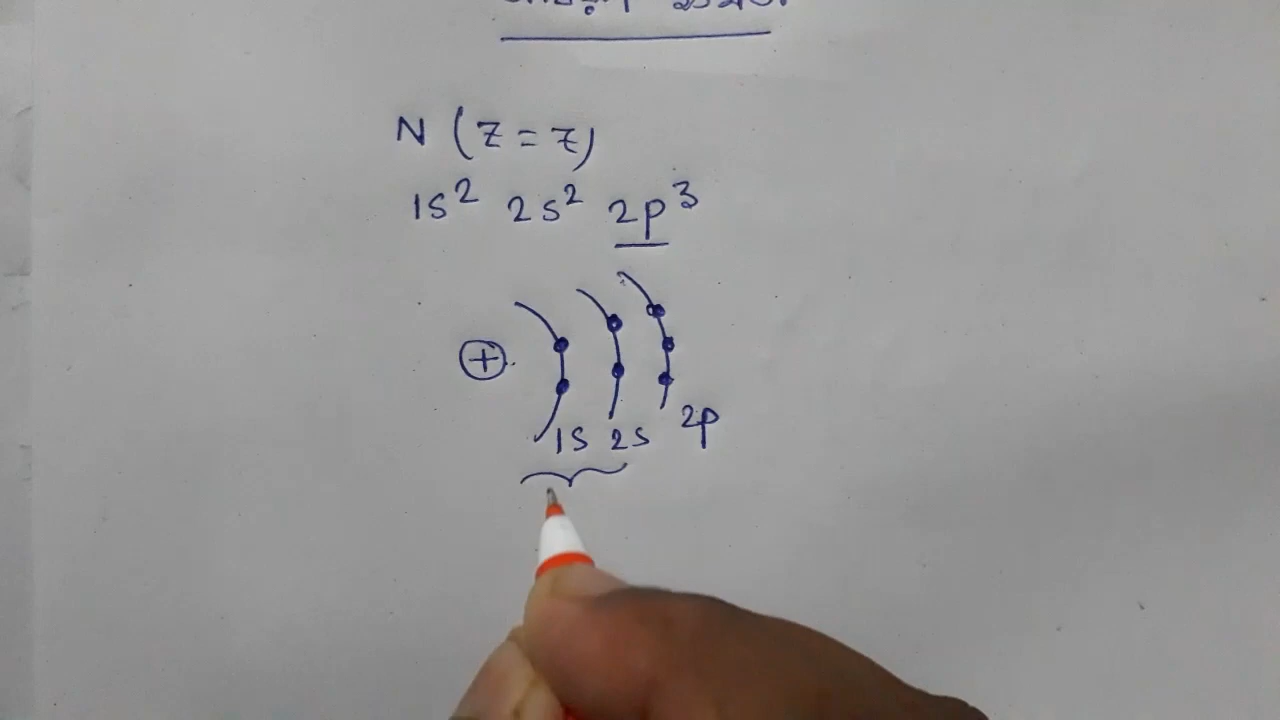 N (Z = 7)
1s² 2s² 2p³
+
1s 2s 2p